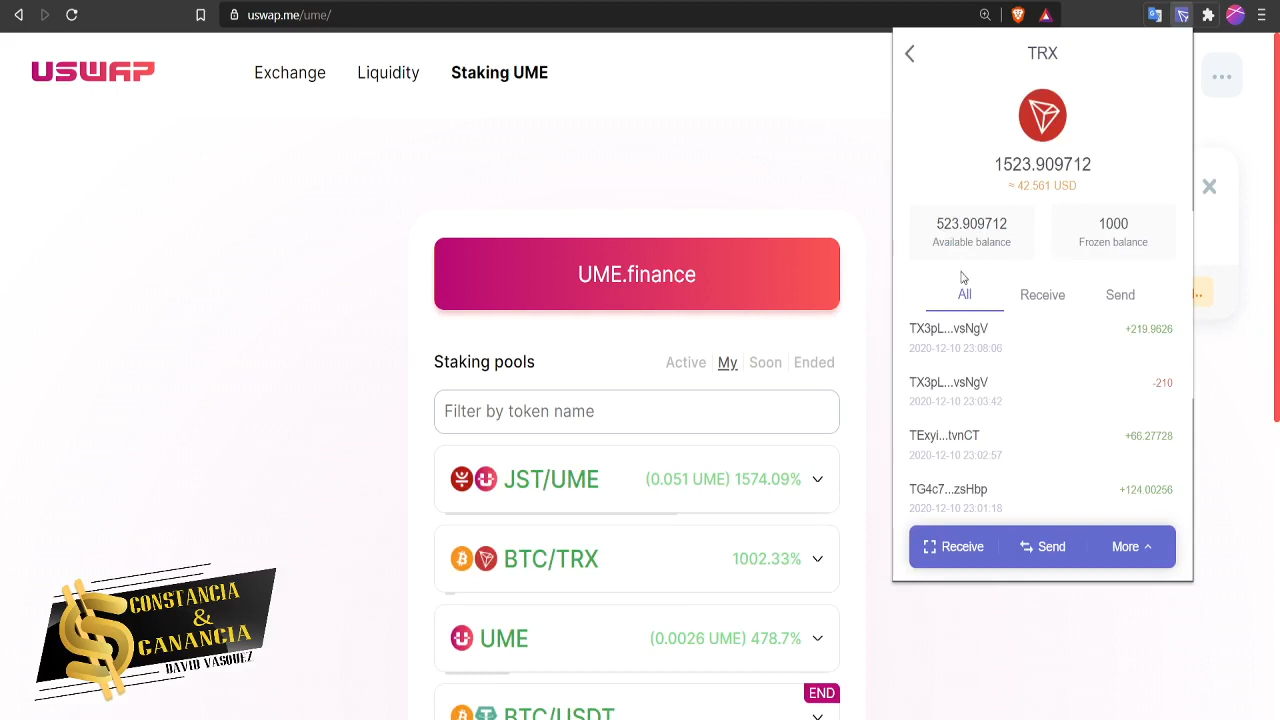 uswap.me/ume/
USWAP
Exchange
Liquidity
Staking UME
UME.finance
Staking pools
Active
My
Soon
Ended
Filter by token name
JST/UME
(0.051 UME) 1574.09%
BTC/TRX
1002.33%
UME
(0.0026 UME) 478.7%
END
BTC/USDT
TRX
1523.909712
≈ 42.561 USD
523.909712
Available balance
1000
Frozen balance
All
Receive
Send
TX3pL...vsNgV
+219.9626
2020-12-10 23:08:06
TX3pL...vsNgV
-210
2020-12-10 23:03:42
TExyi...tvnCT
+66.27728
2020-12-10 23:02:57
TG4c7...zsHbp
+124.00256
2020-12-10 23:01:18
Receive
Send
More
CONSTANCIA
&
GANANCIA
DAVID VASQUEZ